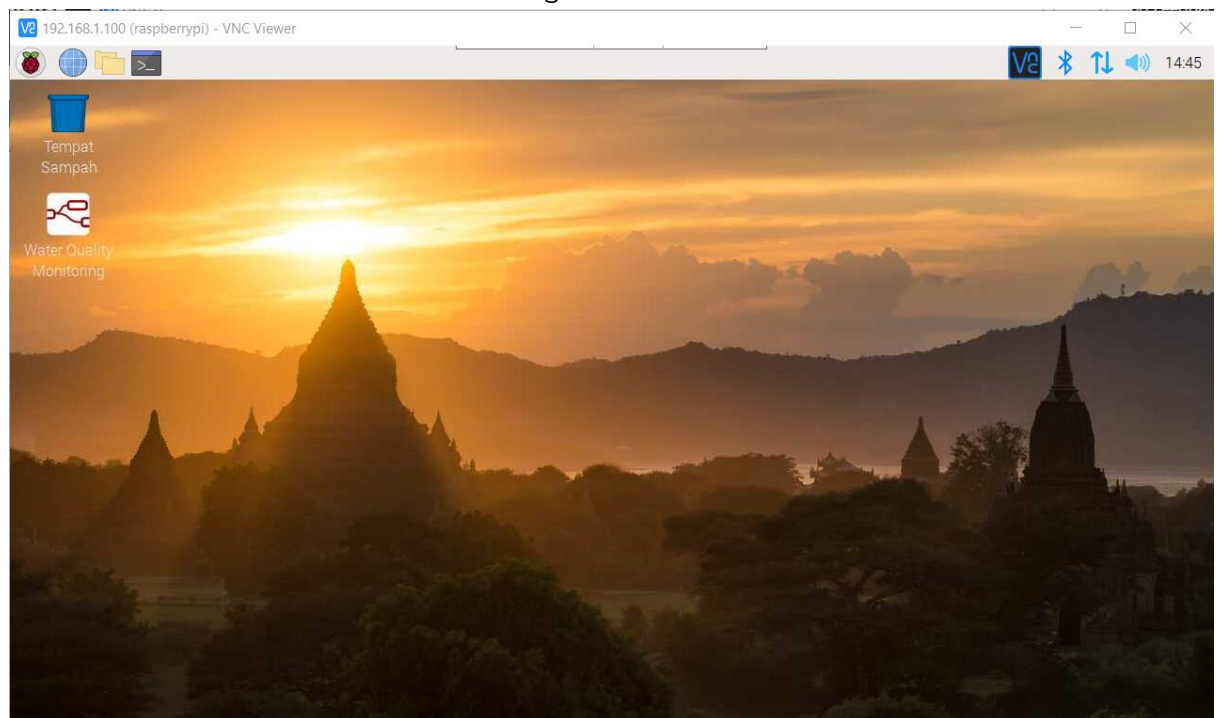 192.168.1.100 (raspberrypi) - VNC Viewer
14:45
Tempat
Sampah
Water Quality
Monitoring